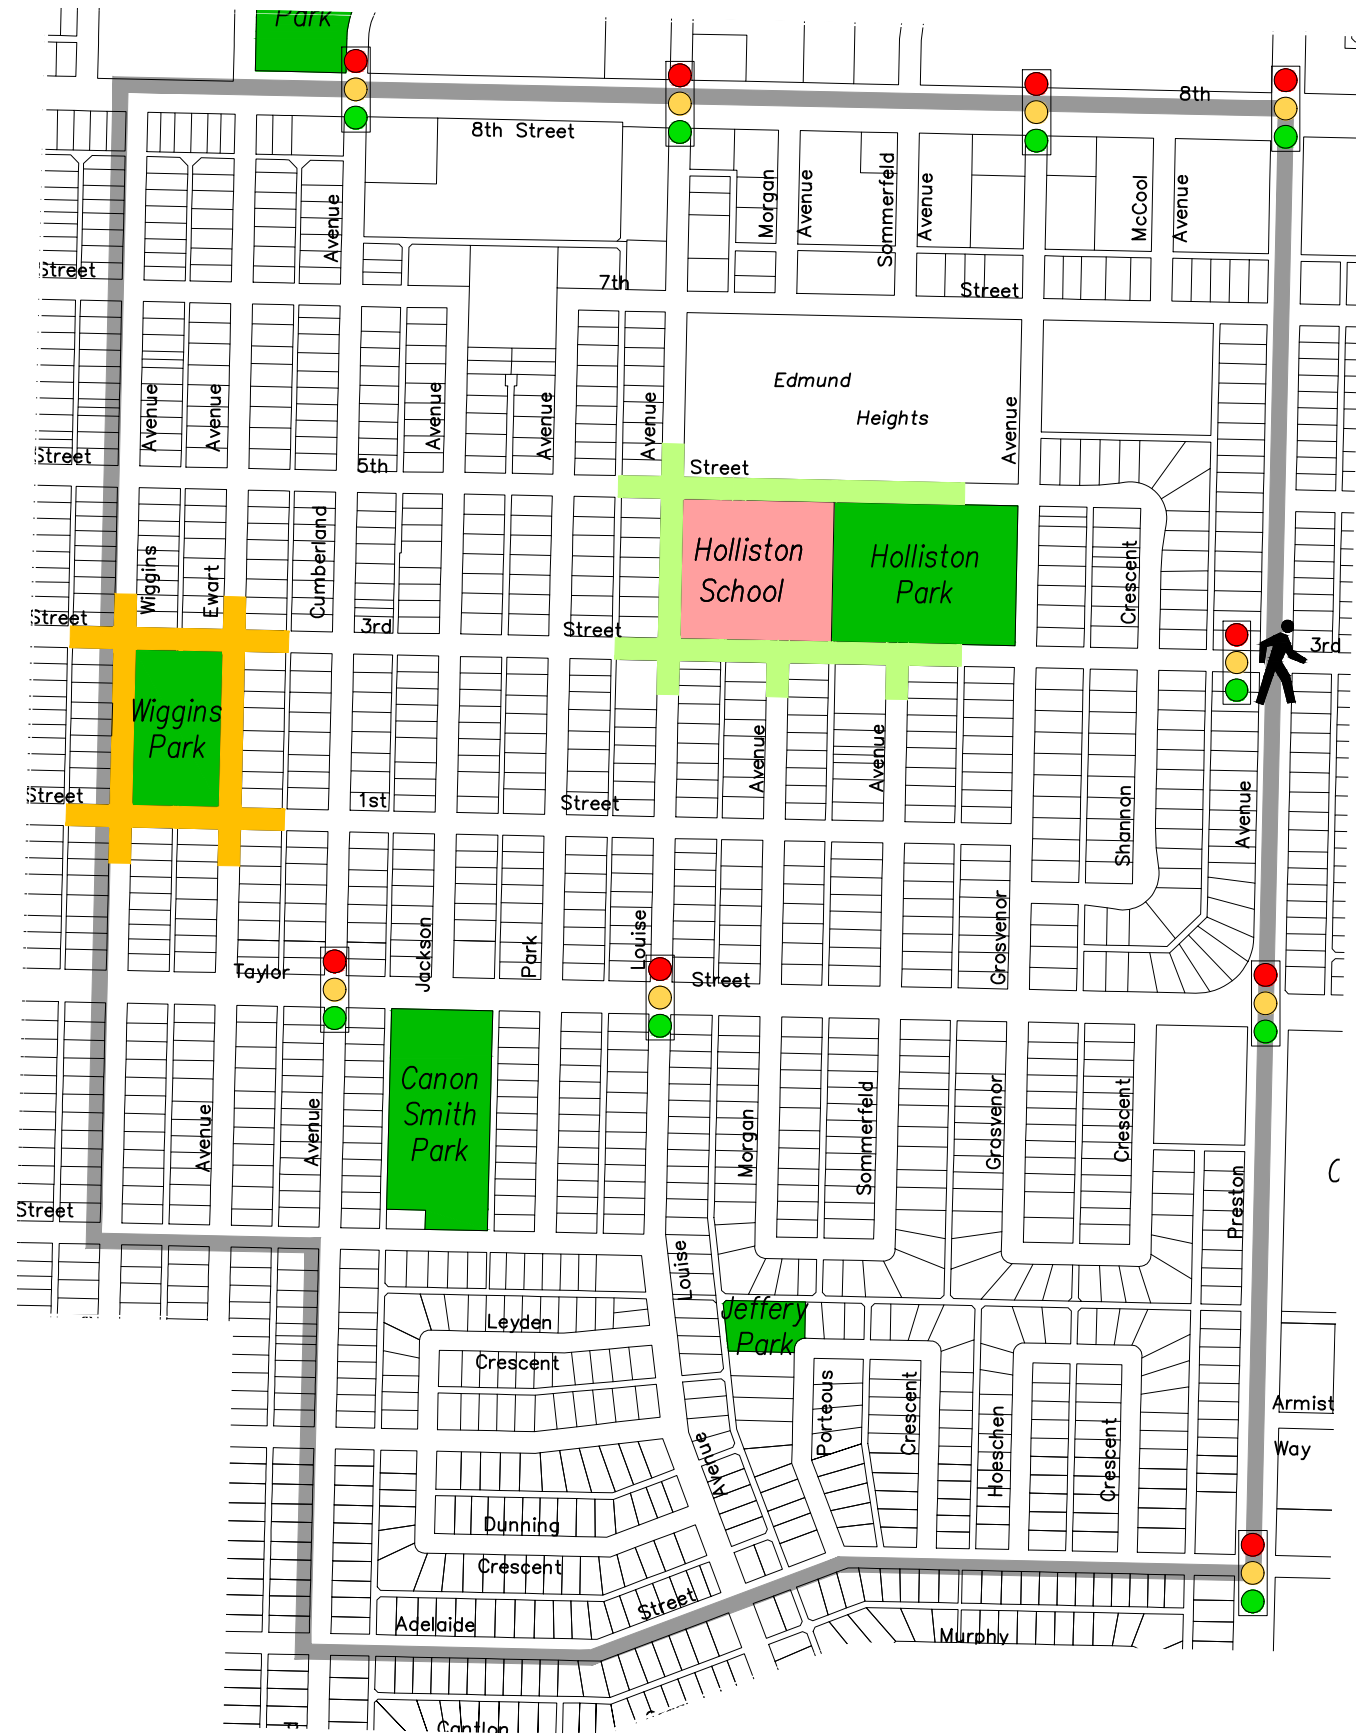 Park
8th
8th Street
Avenue
Morgan
Avenue
Sommerfeld
Avenue
McCool
Avenue
Street
7th
Street
Edmund
Heights
Avenue
Avenue
Avenue
Avenue
Avenue
Avenue
Street
5th
Street
Wiggins
Ewart
Cumberland
Holliston
School
Holliston
Park
Crescent
Street
3rd
Street
3rd
Wiggins
Park
Avenue
Avenue
Shannon
Avenue
Street
1st
Street
Jackson
Park
Louise
Grosvenor
Taylor
Street
Canon
Smith
Park
Avenue
Avenue
Morgan
Sommerfeld
Grosvenor
Crescent
Preston
C
Street
Louise
Leyden
Crescent
Jeffery
Park
Porteous
Crescent
Hoeschen
Crescent
Armist
Way
Avenue
Dunning
Crescent
Adelaide
Street
Murphy
Cantlon